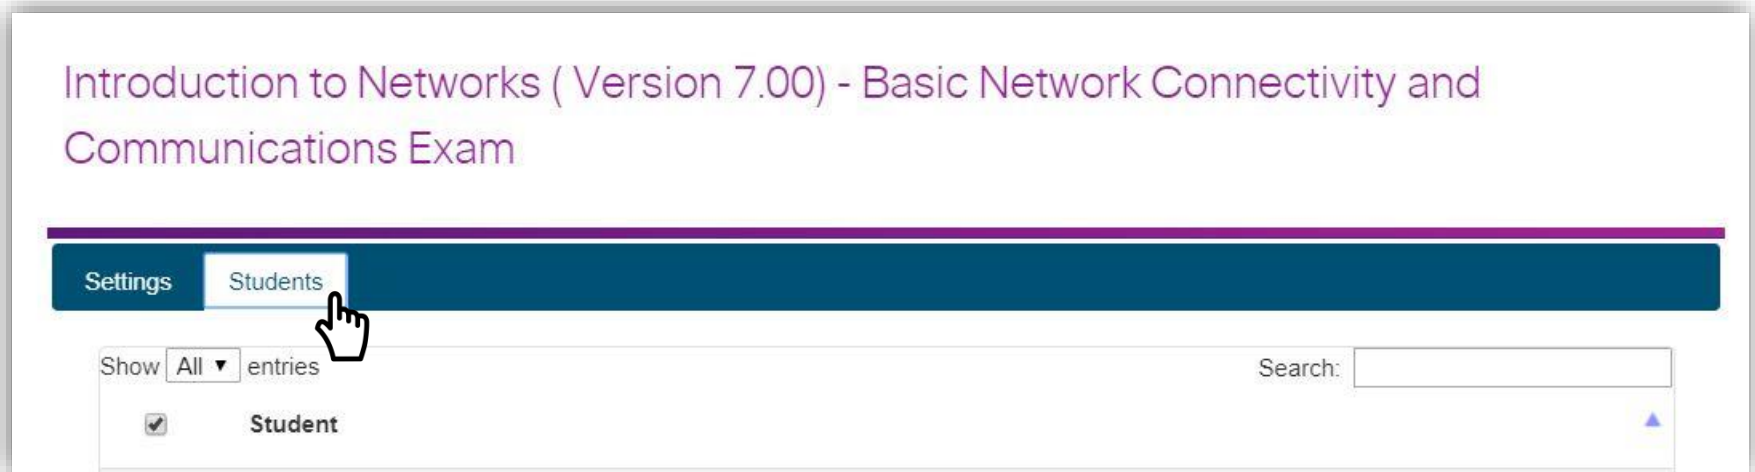 Introduction to Networks ( Version 7.00) - Basic Network Connectivity and
Communications Exam
Settings Students
Show All entries Search:
Student